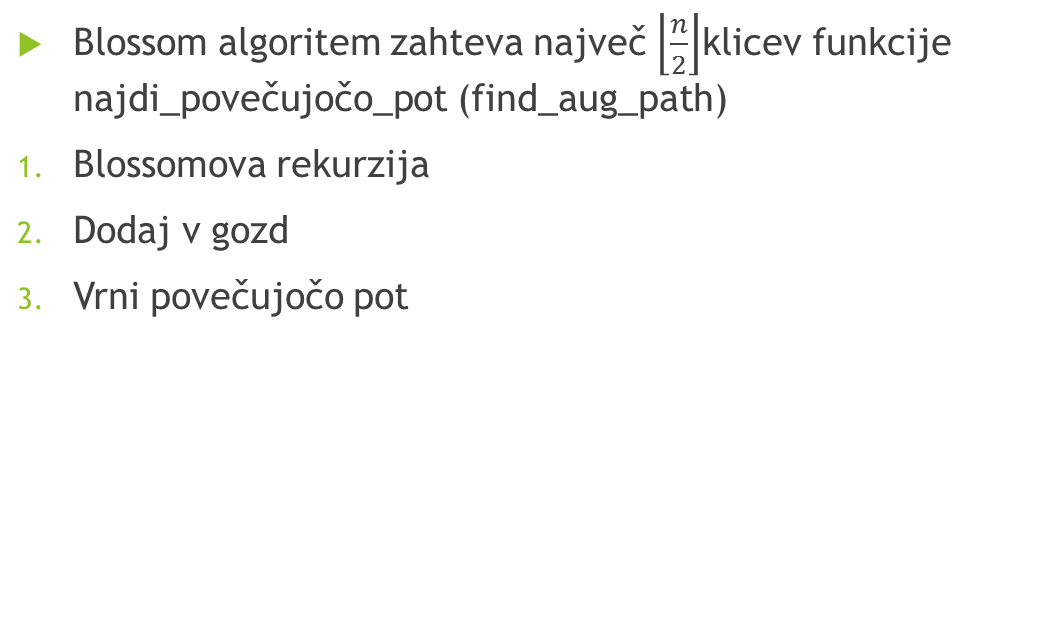 ▶ Blossom algoritem zahteva največ ⌊n/2⌋klicev funkcije
najdi_povečujočo_pot (find_aug_path)
1. Blossomova rekurzija
2. Dodaj v gozd
3. Vrni povečujočo pot